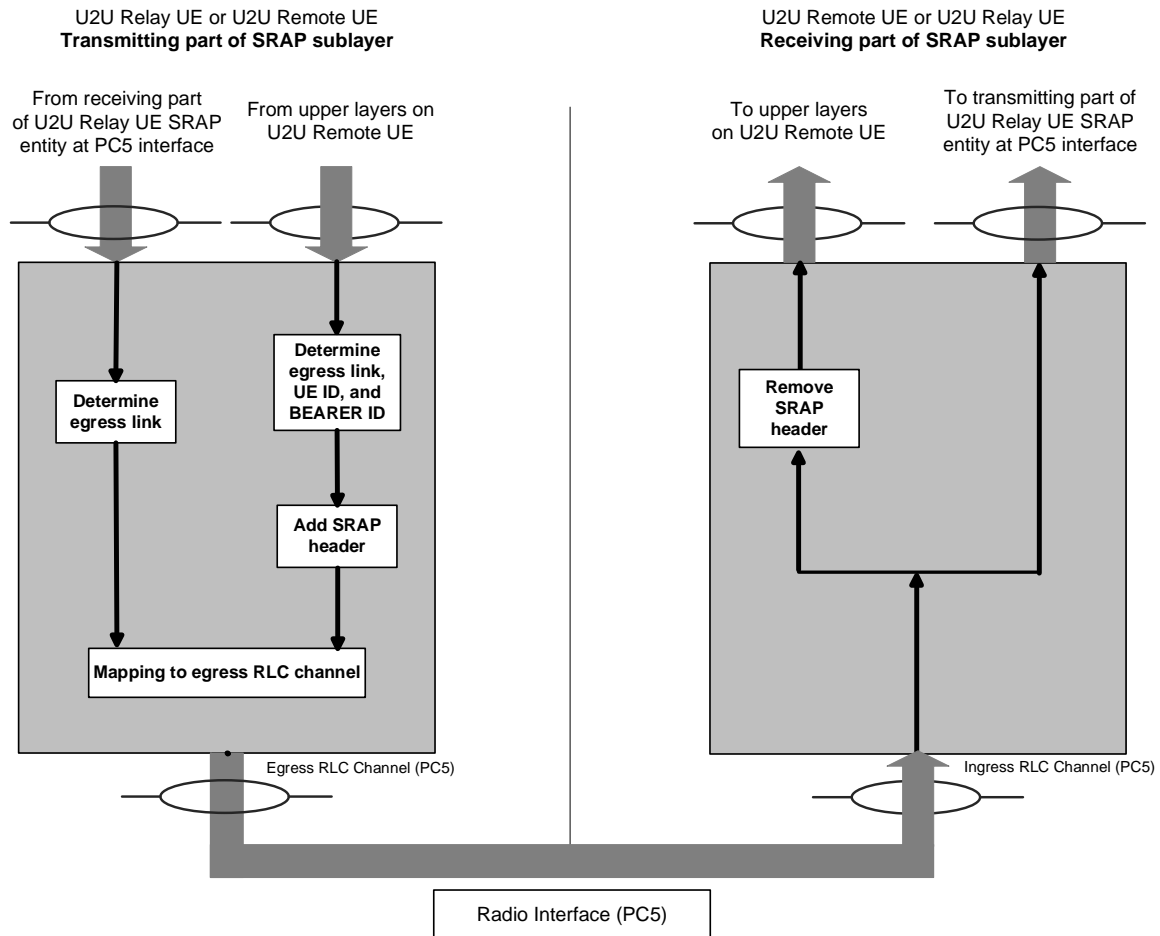 U2U Relay UE or U2U Remote UE
Transmitting part of SRAP sublayer
U2U Remote UE or U2U Relay UE
Receiving part of SRAP sublayer
From receiving part
of U2U Relay UE SRAP
entity at PC5 interface
From upper layers on
U2U Remote UE
To upper layers
on U2U Remote UE
To transmitting part of
U2U Relay UE SRAP
entity at PC5 interface
Determine
egress link
Determine
egress link,
UE ID, and
BEARER ID
Add SRAP
header
Mapping to egress RLC channel
Remove
SRAP
header
Egress RLC Channel (PC5)
Ingress RLC Channel (PC5)
Radio Interface (PC5)